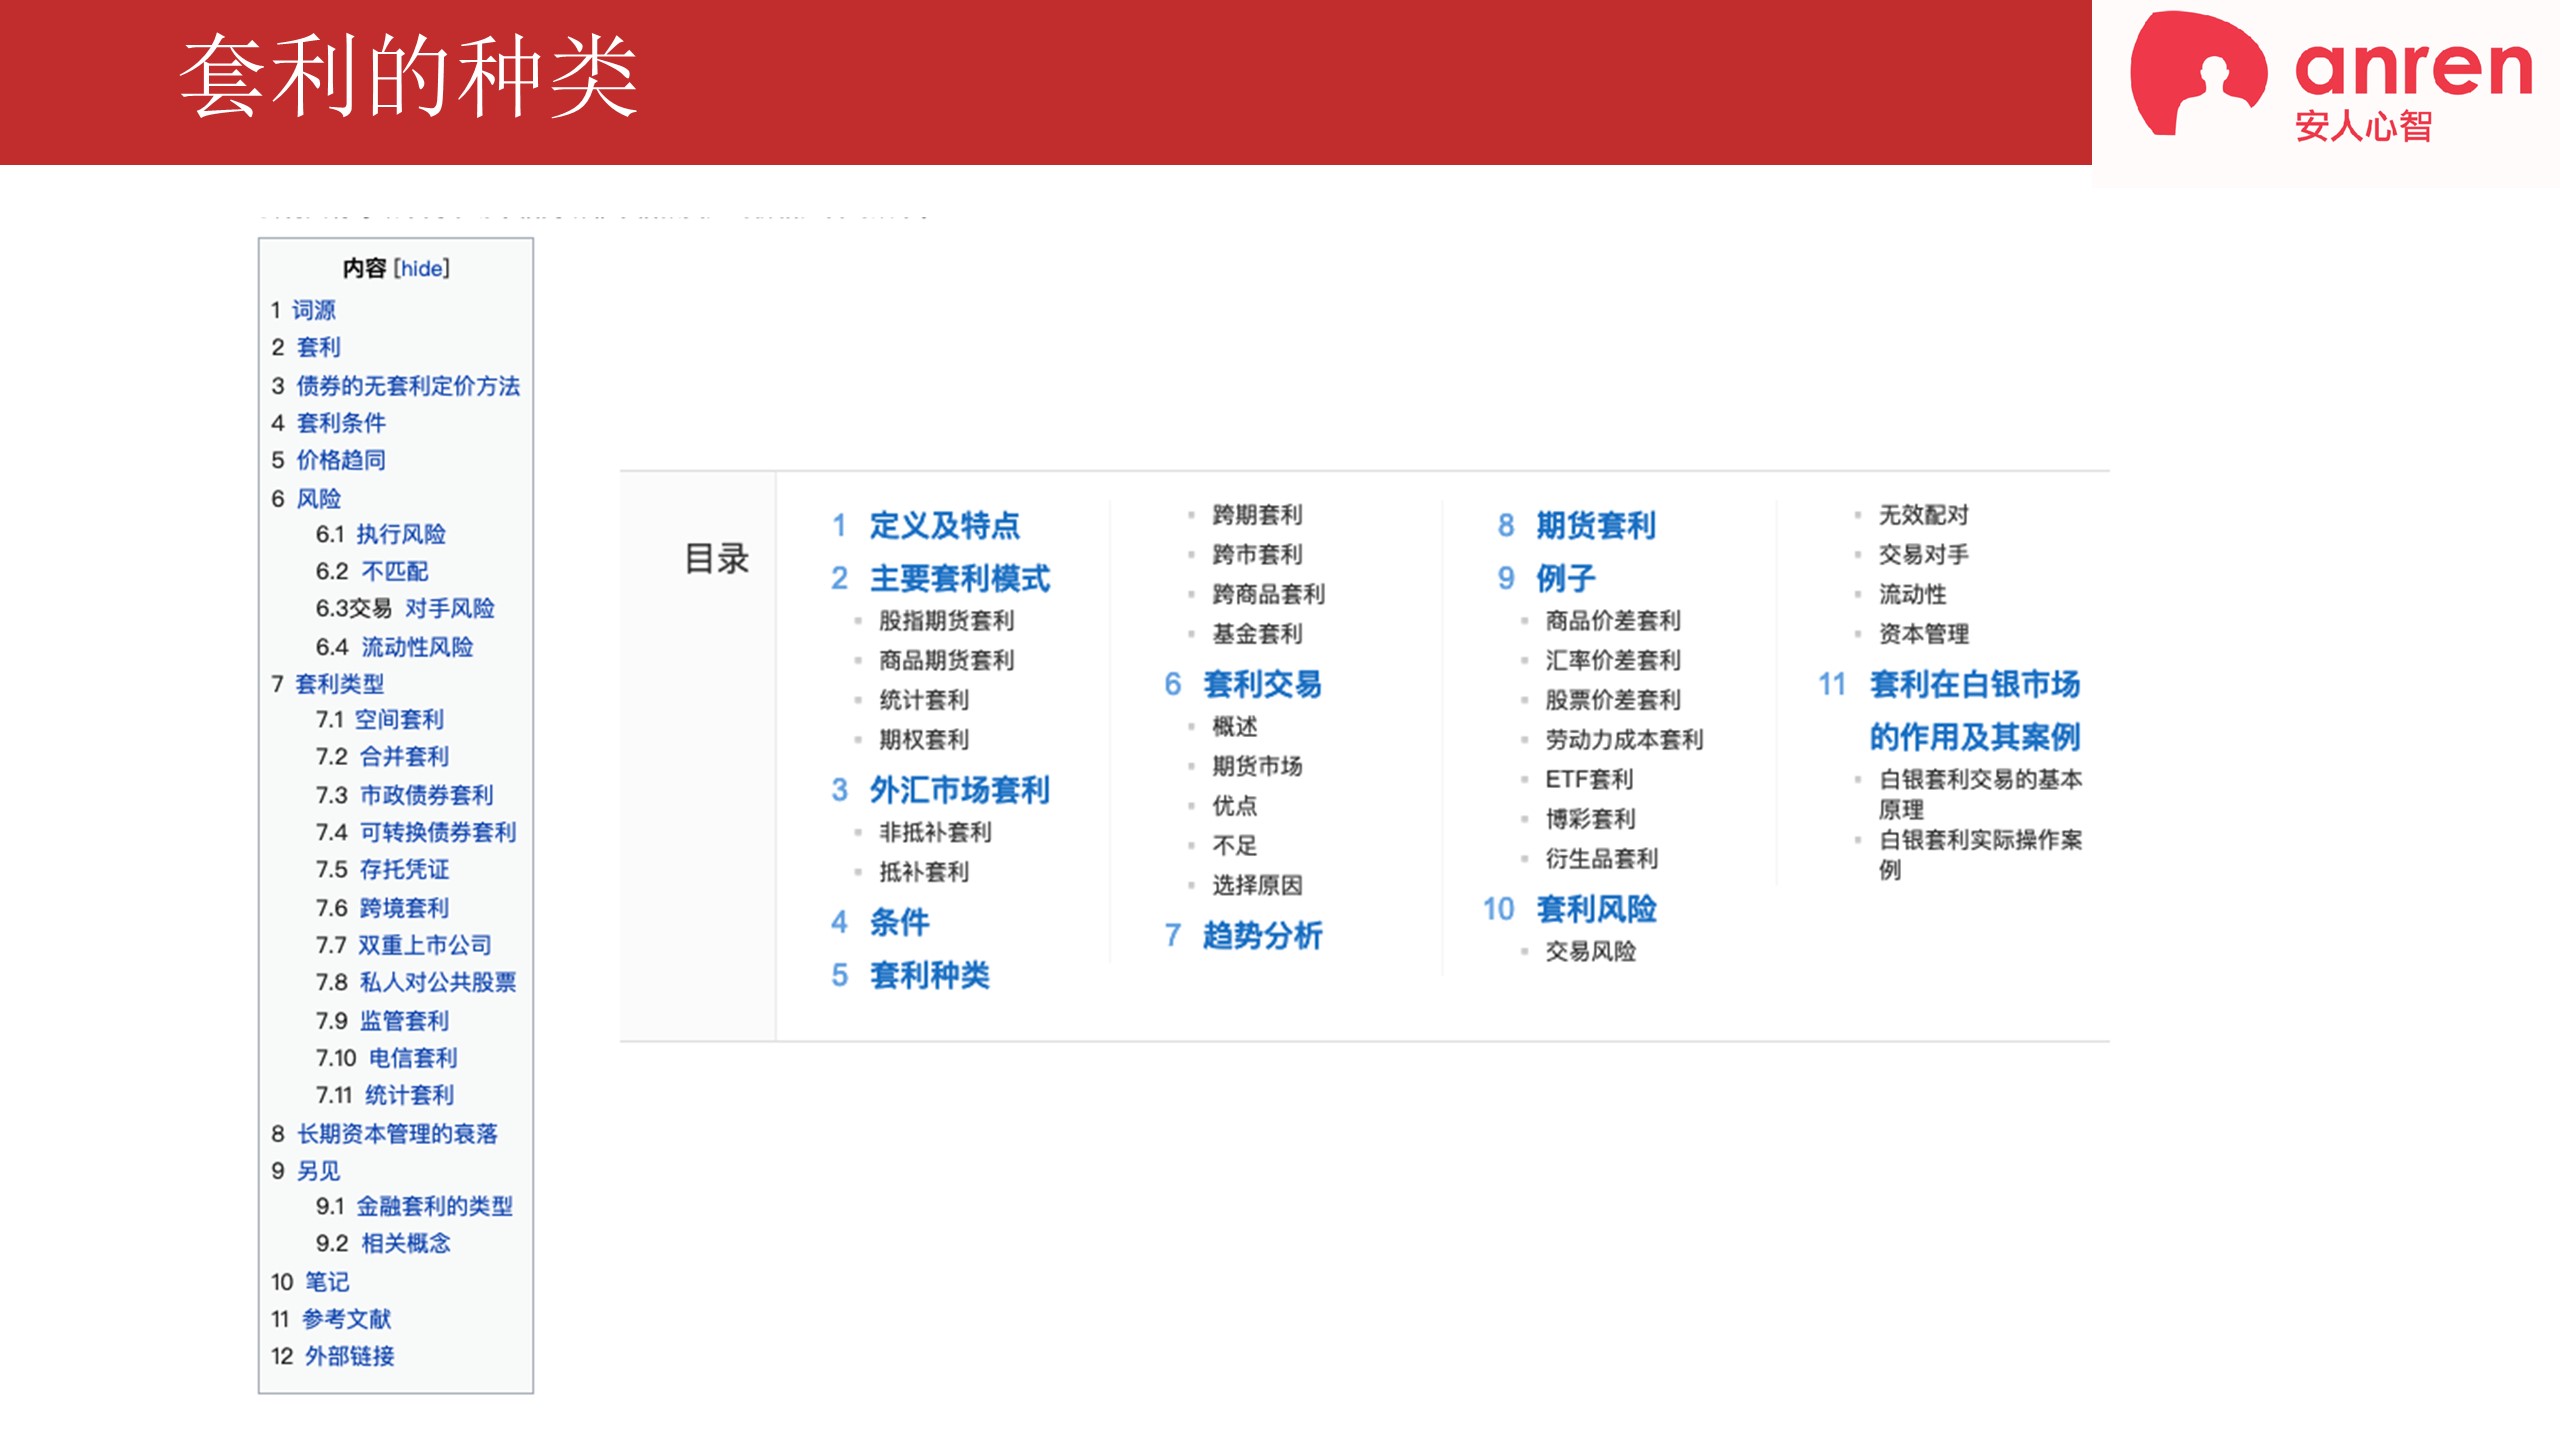 套利的种类
anren
安人心智
内容 [hide]
1 词源
2 套利
3 债券的无套利定价方法
4 套利条件
5 价格趋同
6 风险
6.1 执行风险
6.2 不匹配
6.3交易 对手风险
6.4 流动性风险
7 套利类型
7.1 空间套利
7.2 合并套利
7.3 市政债券套利
7.4 可转换债券套利
7.5 存托凭证
7.6 跨境套利
7.7 双重上市公司
7.8 私人对公共股票
7.9 监管套利
7.10 电信套利
7.11 统计套利
8 长期资本管理的衰落
9 另见
9.1 金融套利的类型
9.2 相关概念
10 笔记
11 参考文献
12 外部链接
目录
1 定义及特点
2 主要套利模式
股指期货套利
商品期货套利
统计套利
期权套利
3 外汇市场套利
非抵补套利
抵补套利
4 条件
5 套利种类
跨期套利
跨市套利
跨商品套利
基金套利
6 套利交易
概述
期货市场
优点
不足
选择原因
7 趋势分析
8 期货套利
9 例子
商品价差套利
汇率价差套利
股票价差套利
劳动力成本套利
ETF套利
博彩套利
衍生品套利
10 套利风险
交易风险
无效配对
交易对手
流动性
资本管理
11 套利在白银市场
的作用及其案例
白银套利交易的基本
原理
白银套利实际操作案
例